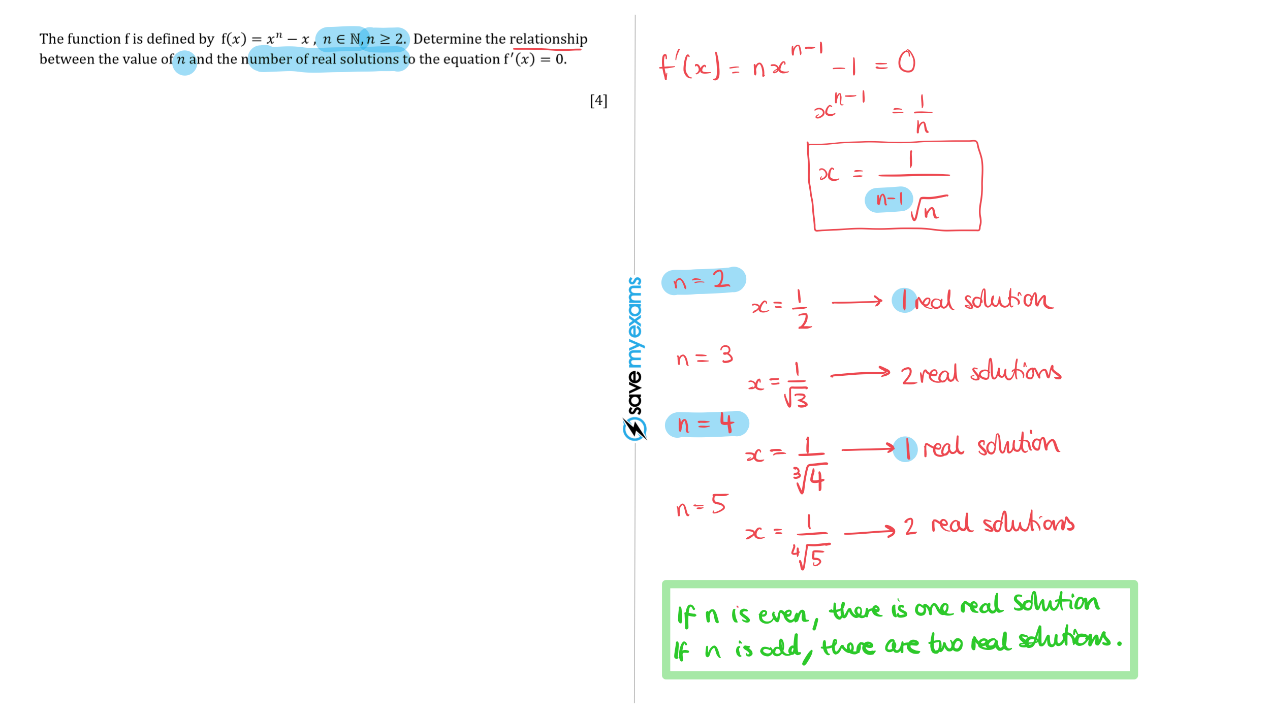 The function f is defined by f(x) = xⁿ − x , n ∈ ℕ, n ≥ 2. Determine the relationship
between the value of n and the number of real solutions to the equation f′(x) = 0.
[4]
f′(x) = nxⁿ⁻¹ − 1 = 0
xⁿ⁻¹ = 1/n
x = 1/ⁿ⁻¹√n
savemyexams
n = 2
x = 1/2 → 1 real solution
n = 3
x = 1/√3 → 2 real solutions
n = 4
x = 1/³√4 → 1 real solution
n = 5
x = 1/⁴√5 → 2 real solutions
If n is even, there is one real solution
If n is odd, there are two real solutions.